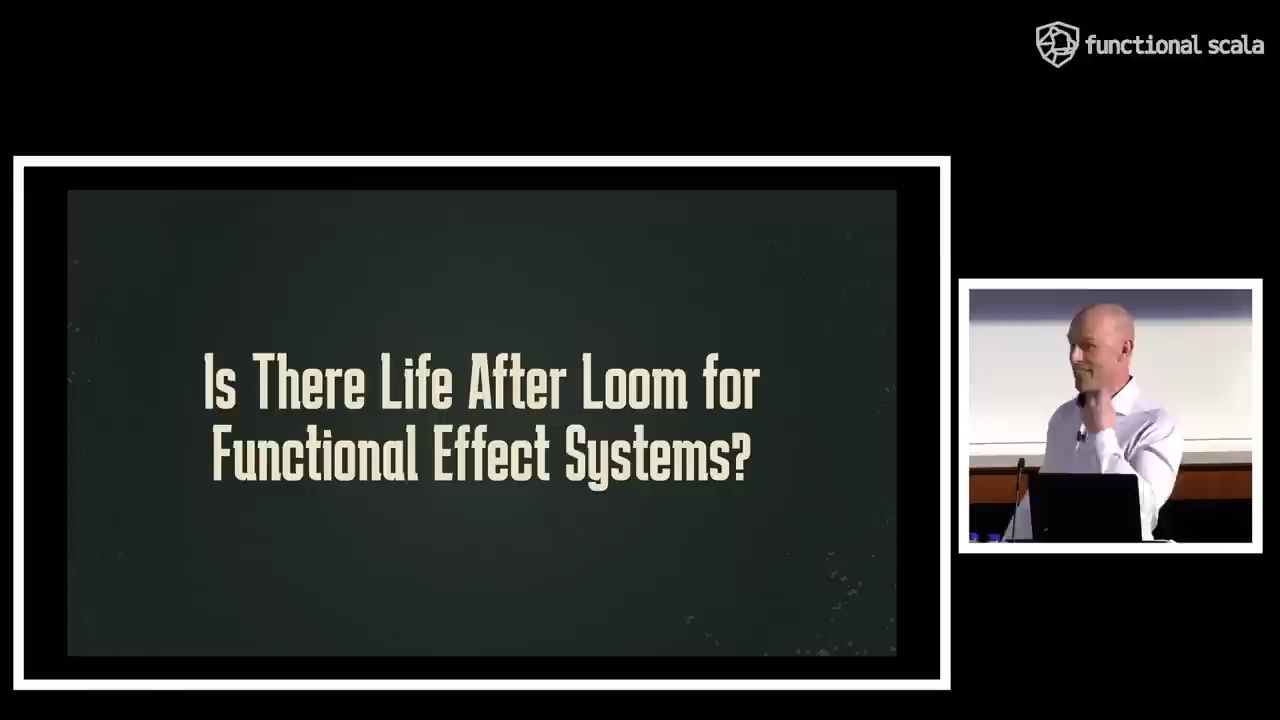 functional scala
Is There Life After Loom for
Functional Effect Systems?